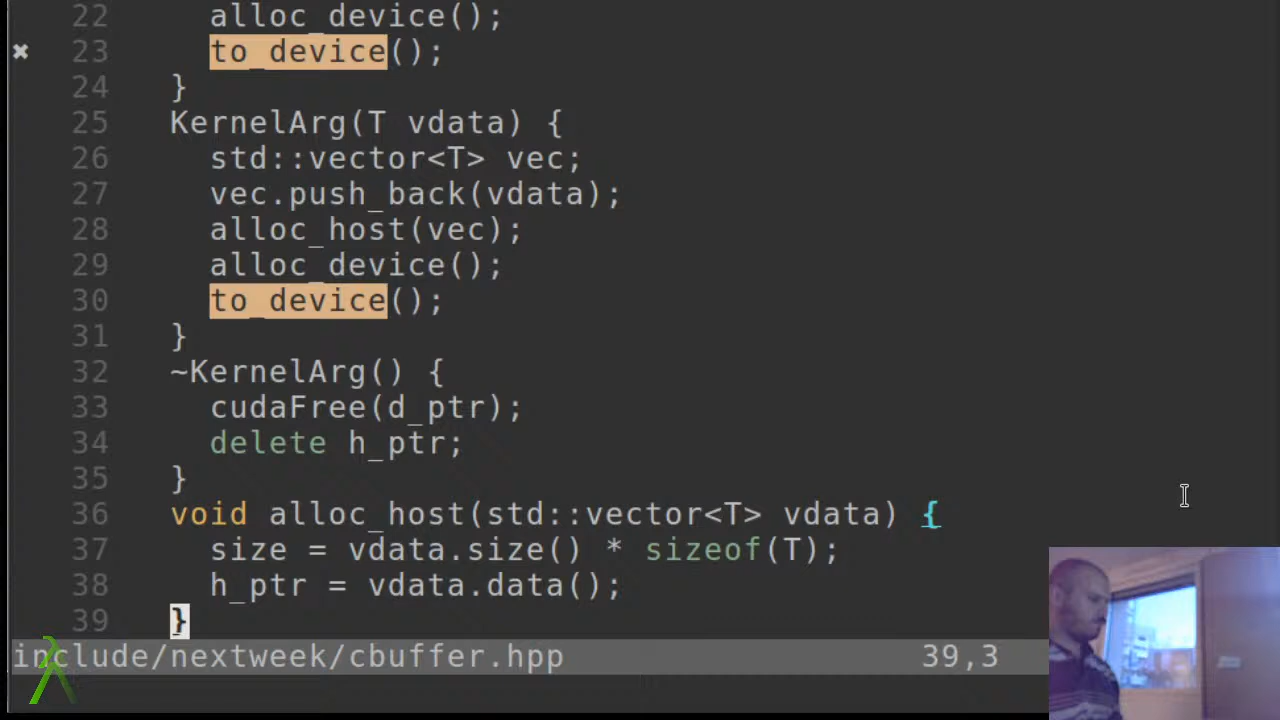 22 alloc_device();
✖ 23 to_device();
24 }
25 KernelArg(T vdata) {
26 std::vector<T> vec;
27 vec.push_back(vdata);
28 alloc_host(vec);
29 alloc_device();
30 to_device();
31 }
32 ~KernelArg() {
33 cudaFree(d_ptr);
34 delete h_ptr;
35 }
36 void alloc_host(std::vector<T> vdata) {
37 size = vdata.size() * sizeof(T);
38 h_ptr = vdata.data();
39 }
include/nextweek/cbuffer.hpp 39,3
λ